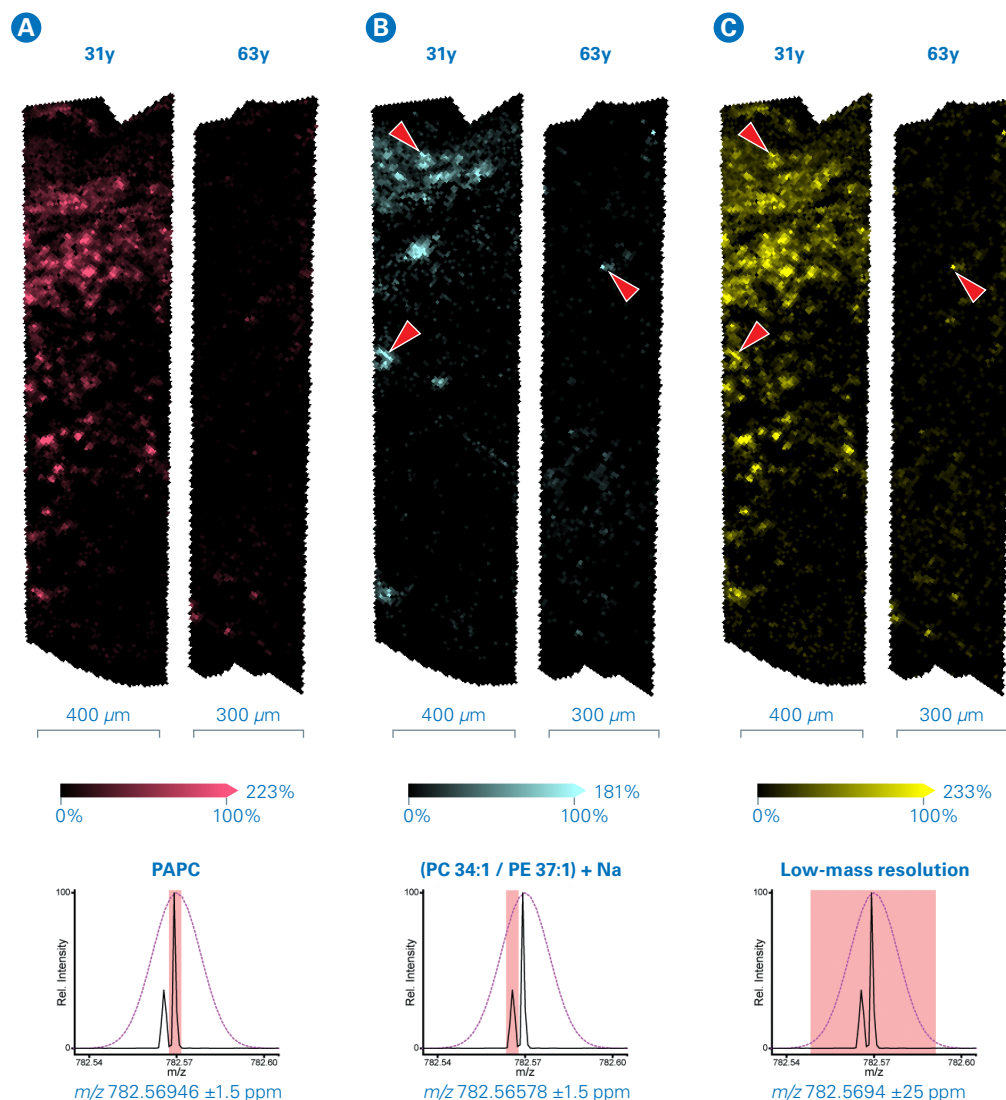 A B C
31y 63y 31y 63y 31y 63y
400 µm 300 µm 400 µm 300 µm 400 µm 300 µm
223% 181% 233%
0% 100% 0% 100% 0% 100%
PAPC (PC 34:1 / PE 37:1) + Na Low-mass resolution
100 100 100
Rel. Intensity Rel. Intensity Rel. Intensity
0 0 0
782.54 782.57 782.60 782.54 782.57 782.60 782.54 782.57 782.60
m/z m/z m/z
m/z 782.56946 ±1.5 ppm m/z 782.56578 ±1.5 ppm m/z 782.5694 ±25 ppm